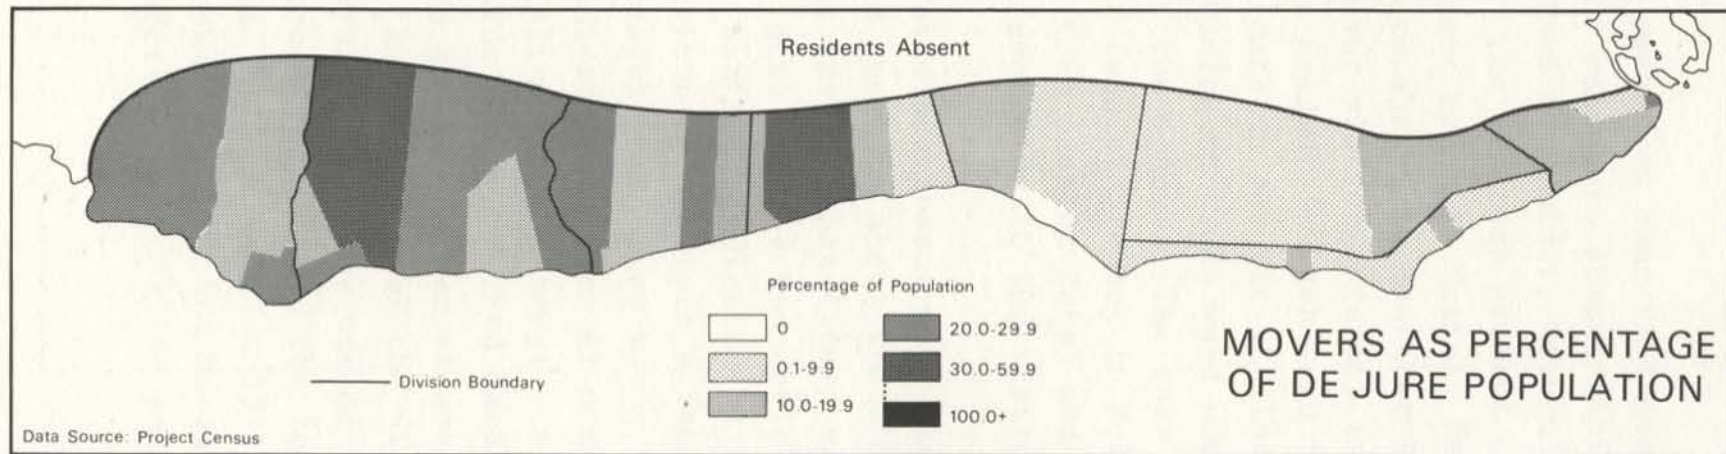 Residents Absent
Percentage of Population
0
20.0-29.9
0.1-9.9
30.0-59.9
10.0-19.9
100.0+
Division Boundary
MOVERS AS PERCENTAGE
OF DE JURE POPULATION
Data Source: Project Census